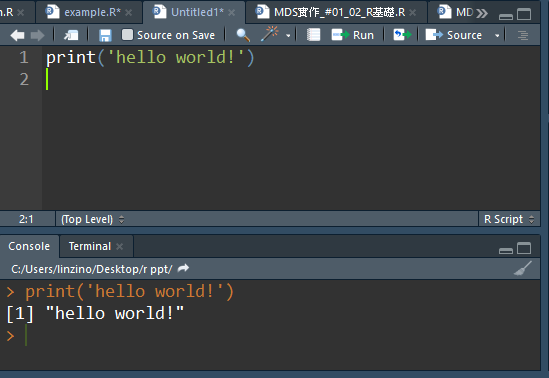 n.R
example.R*
Untitled1*
MDS實作_#01_02_R基礎.R
MD
Source on Save
Run
Source
1 print('hello world!')
2
2:1
(Top Level)
R Script
Console
Terminal
C:/Users/linzino/Desktop/r ppt/
> print('hello world!')
[1] "hello world!"
>